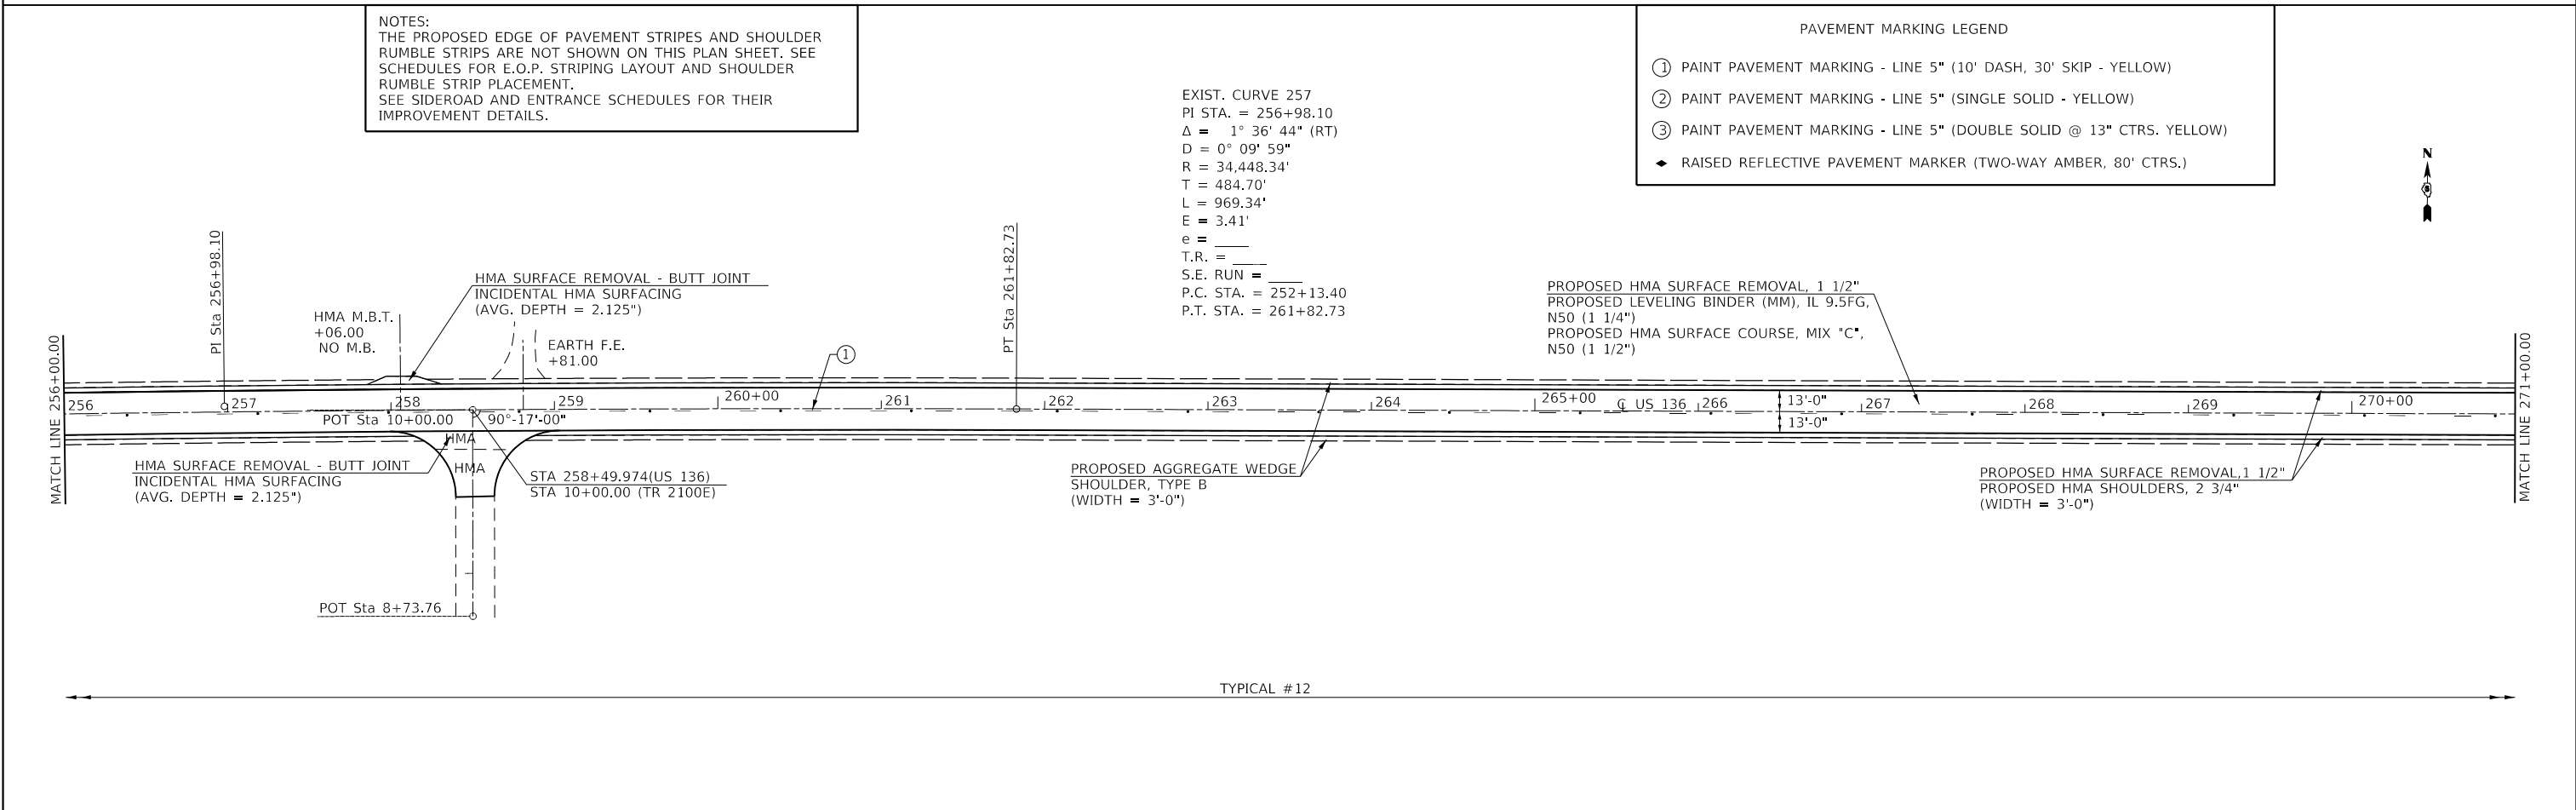 NOTES:
THE PROPOSED EDGE OF PAVEMENT STRIPES AND SHOULDER
RUMBLE STRIPS ARE NOT SHOWN ON THIS PLAN SHEET. SEE
SCHEDULES FOR E.O.P. STRIPING LAYOUT AND SHOULDER
RUMBLE STRIP PLACEMENT.
SEE SIDEROAD AND ENTRANCE SCHEDULES FOR THEIR
IMPROVEMENT DETAILS.
PAVEMENT MARKING LEGEND
① PAINT PAVEMENT MARKING - LINE 5" (10' DASH, 30' SKIP - YELLOW)
② PAINT PAVEMENT MARKING - LINE 5" (SINGLE SOLID - YELLOW)
③ PAINT PAVEMENT MARKING - LINE 5" (DOUBLE SOLID @ 13" CTRS. YELLOW)
◆ RAISED REFLECTIVE PAVEMENT MARKER (TWO-WAY AMBER, 80' CTRS.)
N
EXIST. CURVE 257
PI STA. = 256+98.10
Δ = 1° 36' 44" (RT)
D = 0° 09' 59"
R = 34,448.34'
T = 484.70'
L = 969.34'
E = 3.41'
e = ____
T.R. = ____
S.E. RUN = ____
P.C. STA. = 252+13.40
P.T. STA. = 261+82.73
MATCH LINE 256+00.00
PI Sta 256+98.10
HMA M.B.T.
+06.00
NO M.B.
HMA SURFACE REMOVAL - BUTT JOINT
INCIDENTAL HMA SURFACING
(AVG. DEPTH = 2.125")
EARTH F.E.
+81.00
①
PT Sta 261+82.73
PROPOSED HMA SURFACE REMOVAL, 1 1/2"
PROPOSED LEVELING BINDER (MM), IL 9.5FG,
N50 (1 1/4")
PROPOSED HMA SURFACE COURSE, MIX "C",
N50 (1 1/2")
MATCH LINE 271+00.00
256
257
258
259
260+00
261
262
263
264
265+00
℄ US 136
266
13'-0"
13'-0"
267
268
269
270+00
POT Sta 10+00.00
90°-17'-00"
HMA
HMA
HMA SURFACE REMOVAL - BUTT JOINT
INCIDENTAL HMA SURFACING
(AVG. DEPTH = 2.125")
STA 258+49.974(US 136)
STA 10+00.00 (TR 2100E)
PROPOSED AGGREGATE WEDGE
SHOULDER, TYPE B
(WIDTH = 3'-0")
PROPOSED HMA SURFACE REMOVAL,1 1/2"
PROPOSED HMA SHOULDERS, 2 3/4"
(WIDTH = 3'-0")
POT Sta 8+73.76
TYPICAL #12